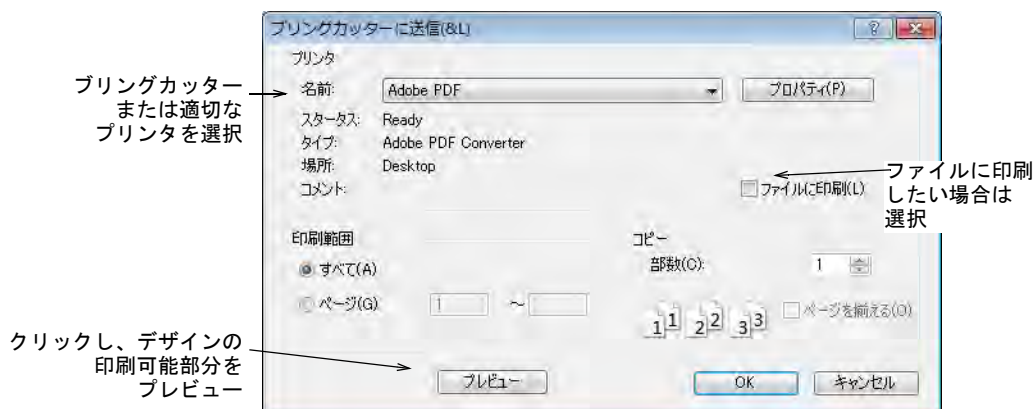 ブリングカッターに送信(&L)
プリンタ
名前:
Adobe PDF
プロパティ(P)
スタータス:
Ready
タイプ:
Adobe PDF Converter
場所:
Desktop
コメント:
ファイルに印刷(L)
印刷範囲
すべて(A)
ページ(G)
1
~
コピー
部数(C):
1
1 1 2 2 3 3
ページを揃える(O)
プレビュー
OK
キャンセル
ブリングカッター
または適切な
プリンタを選択
ファイルに印刷
したい場合は
選択
クリックし、デザインの
印刷可能部分を
プレビュー